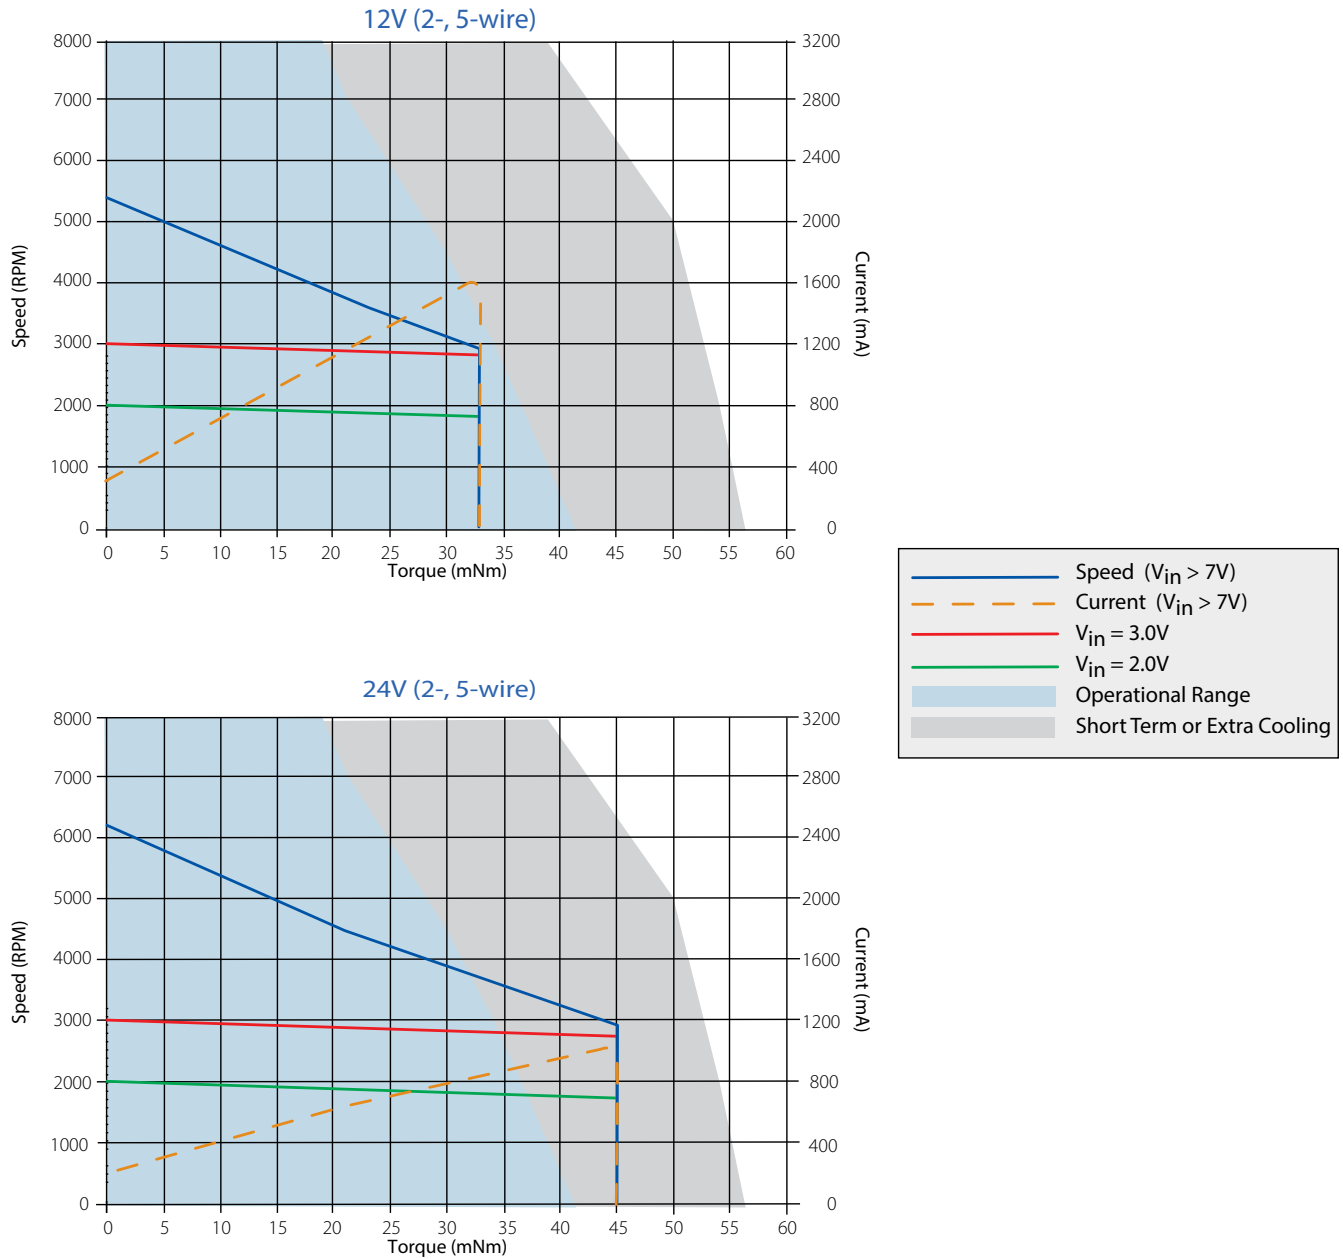 12V (2-, 5-wire)
8000
7000
6000
5000
4000
3000
2000
1000
0
Speed (RPM)
3200
2800
2400
2000
1600
1200
800
400
0
Current (mA)
0 5 10 15 20 25 30 35 40 45 50 55 60
Torque (mNm)
Speed (Vin > 7V)
Current (Vin > 7V)
Vin = 3.0V
Vin = 2.0V
Operational Range
Short Term or Extra Cooling
24V (2-, 5-wire)
8000
7000
6000
5000
4000
3000
2000
1000
0
Speed (RPM)
3200
2800
2400
2000
1600
1200
800
400
0
Current (mA)
0 5 10 15 20 25 30 35 40 45 50 55 60
Torque (mNm)